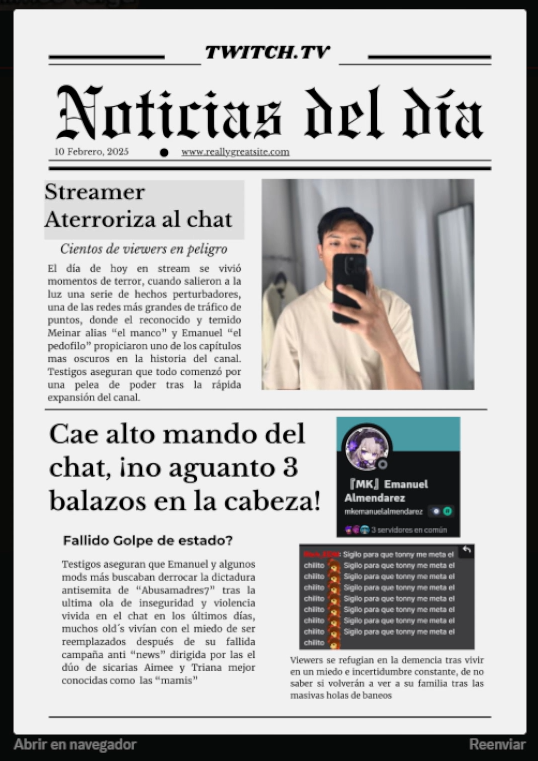 TWITCH.TV
Noticias del día
10 Febrero, 2025 ● www.reallygreatsite.com
Streamer
Aterroriza al chat
Cientos de viewers en peligro
El día de hoy en stream se vivió
momentos de terror, cuando salieron a la
luz una serie de hechos perturbadores,
una de las redes más grandes de tráfico de
puntos, donde el reconocido y temido
Meinar alias “el manco” y Emanuel “el
pedofilo” propiciaron uno de los capítulos
mas oscuros en la historia del canal.
Testigos aseguran que todo comenzó por
una pelea de poder tras la rápida
expansión del canal.
Cae alto mando del
chat, ¡no aguanto 3
balazos en la cabeza!
Fallido Golpe de estado?
Testigos aseguran que Emanuel y algunos
mods más buscaban derrocar la dictadura
antisemita de “Abusamadres7” tras la
ultima ola de inseguridad y violencia
vivida en el chat en los últimos días,
muchos old´s vivían con el miedo de ser
reemplazados después de su fallida
campaña anti “news” dirigida por las el
dúo de sicarias Aimee y Triana mejor
conocidas como las “mamis”
『MK』 Emanuel
Almendarez
mkemanuelalmendarez
3 servidores en común
Sigilo para que tonny me meta el
chilito Sigilo para que tonny me meta el
chilito Sigilo para que tonny me meta el
chilito Sigilo para que tonny me meta el
chilito Sigilo para que tonny me meta el
chilito Sigilo para que tonny me meta el
chilito Sigilo para que tonny me meta el
chilito Sigilo para que tonny me meta el
chilito
Viewers se refugian en la demencia tras vivir
en un miedo e incertidumbre constante, de no
saber si volverán a ver a su familia tras las
masivas holas de baneos
Abrir en navegador
Reenviar